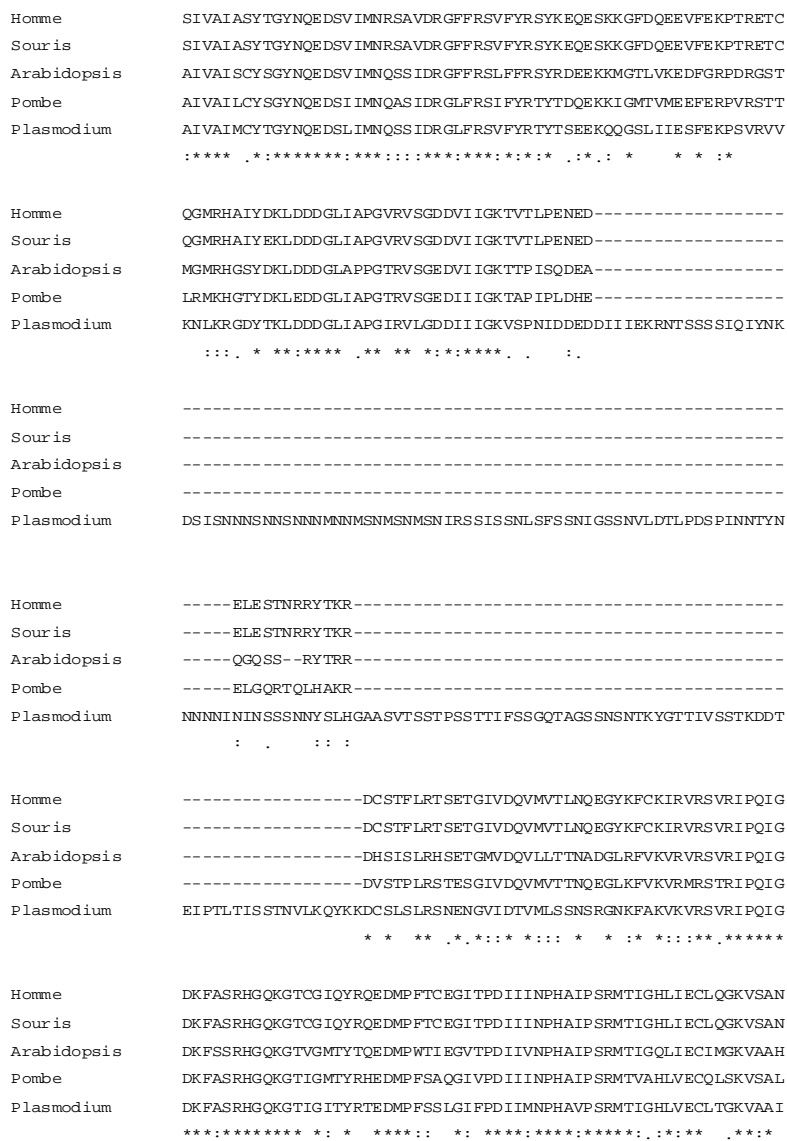 Homme SIVAIASYTGYNQEDSVIMNRSAVDRGFFRSVFYRSYKEQESKKGFDQEEVFEKPTRETC
Souris SIVAIASYTGYNQEDSVIMNRSAVDRGFFRSVFYRSYKEQESKKGFDQEEVFEKPTRETC
Arabidopsis AIVAISCYSGYNQEDSVIMNQSSIDRGFFRSLFFRSYRDEEKKMGTLVKEDFGRPDRGST
Pombe AIVAILCYSGYNQEDSIIMNQASIDRGLFRSIFYRTYTDQEKKIGMTVMEEFERPVRSTT
Plasmodium AIVAIMCYTGYNQEDSLIMNQSSIDRGLFRSVFYRTYTSEEKQQGSLIIESFEKPSVRVV
:**** .*:*******:***::::***:****:*:*:* .:*.: * * * :*
Homme QGMRHAIYDKLDDDGLIAPGVRVSGDDVIIGKTVTLPENED-------------------
Souris QGMRHAIYEKLDDDGLIAPGVRVSGDDVIIGKTVTLPENED-------------------
Arabidopsis MGMRHGSYDKLDDDGLAPPGTRVSGEDVIIGKTTPISQDEA-------------------
Pombe LRMKHGTYDKLEDDGLIAPGTRVSGEDIIIGKTAPIPLDHE-------------------
Plasmodium KNLKRGDYTKLDDDGLIAPGIRVLGDDIIIGKVSPNIDDEDDIIIEKRNTSSSSIQIYNK
:::. * **:**** .** ** *:*:****. . :.
Homme ------------------------------------------------------------
Souris ------------------------------------------------------------
Arabidopsis ------------------------------------------------------------
Pombe ------------------------------------------------------------
Plasmodium DSISNNNSNNSNNNMNNMSNMSNMSNIRSSISSNLSFSSNIGSSNVLDTLPDSPINNTYN
Homme -----ELESTNRRYTKR-------------------------------------------
Souris -----ELESTNRRYTKR-------------------------------------------
Arabidopsis -----QGQSS--RYTRR-------------------------------------------
Pombe -----ELGQRTQLHAKR-------------------------------------------
Plasmodium NNNNININSSSNNYSLHGAASVTSSTPSSTTIFSSGQTAGSSNSNTKYGTTIVSSTKDDT
: . :: :
Homme ------------------DCSTFLRTSETGIVDQVMVTLNQEGYKFCKIRVRSVRIPQIG
Souris ------------------DCSTFLRTSETGIVDQVMVTLNQEGYKFCKIRVRSVRIPQIG
Arabidopsis ------------------DHSISLRHSETGMVDQVLLTTNADGLRFVKVRVRSVRIPQIG
Pombe ------------------DVSTPLRSTESGIVDQVMVTTNQEGLKFVKVRMRSTRIPQIG
Plasmodium EIPTLTISSTNVLKQYKKDCSLSLRSNENGVIDTVMLSSNSRGNKFAKVKVRSVRIPQIG
* * ** .*.*::* *::: * * :* *:::**.******
Homme DKFASRHGQKGTCGIQYRQEDMPFTCEGITPDIIINPHAIPSRMTIGHLIECLQGKVSAN
Souris DKFASRHGQKGTCGIQYRQEDMPFTCEGITPDIIINPHAIPSRMTIGHLIECLQGKVSAN
Arabidopsis DKFSSRHGQKGTVGMTYTQEDMPWTIEGVTPDIIVNPHAIPSRMTIGQLIECIMGKVAAH
Pombe DKFASRHGQKGTIGMTYRHEDMPFSAQGIVPDIIINPHAIPSRMTVAHLVECQLSKVSAL
Plasmodium DKFASRHGQKGTIGITYRTEDMPFSSLGIFPDIIMNPHAVPSRMTIGHLVECLTGKVAAI
***:******** *: * ****:: *: ****:****:*****:.:*:** .**:*